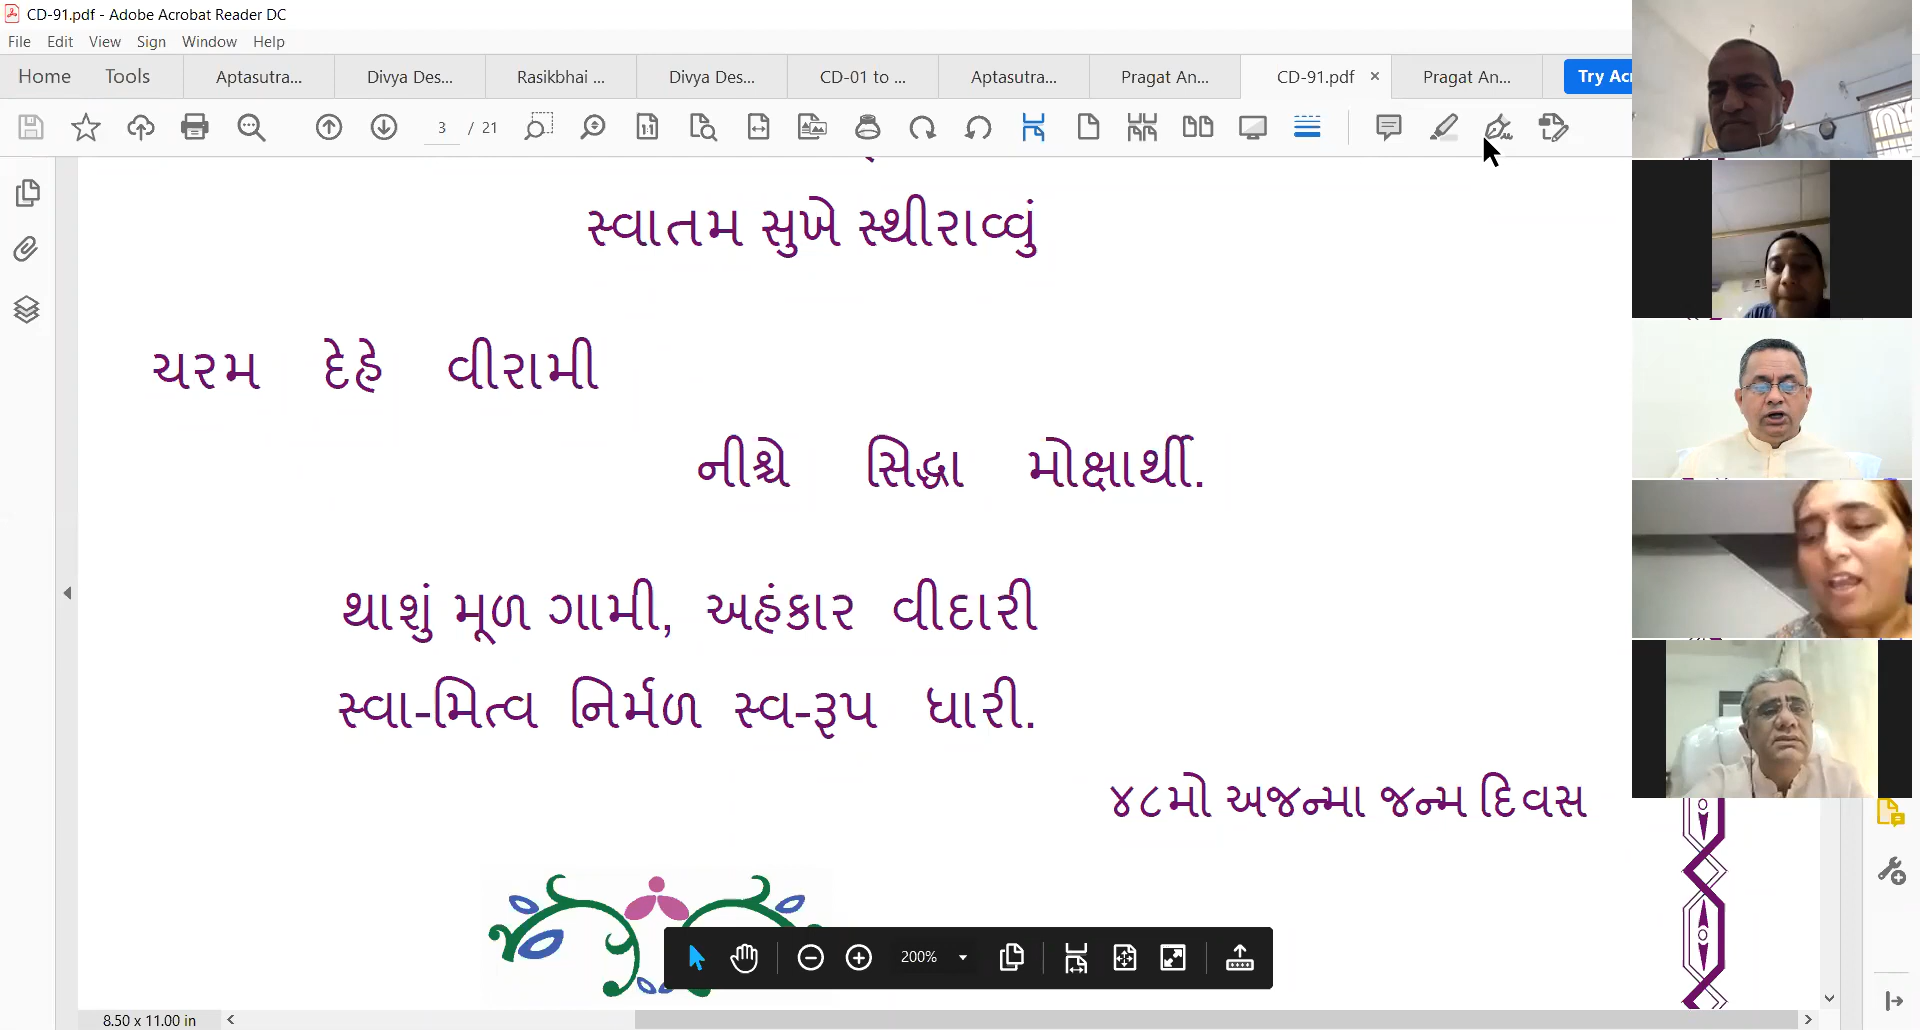 CD-91.pdf - Adobe Acrobat Reader DC
File Edit View Sign Window Help
Home Tools Aptasutra... Divya Des... Rasikbhai ... Divya Des... CD-01 to ... Aptasutra... Pragat An... CD-91.pdf × Pragat An... Try Acr
3 / 21
સ્વાતમ સુખે સ્થીરાવ્વું
ચરમ દેહે વીરામી
નીશ્ચે સિદ્ધા મોક્ષાર્થી.
થાશું મૂળ ગામી, અહંકાર વીદારી
સ્વા-મિત્વ નિર્મળ સ્વ-રૂપ ધારી.
૪૮મો અજન્મા જન્મ દિવસ
200%
8.50 x 11.00 in